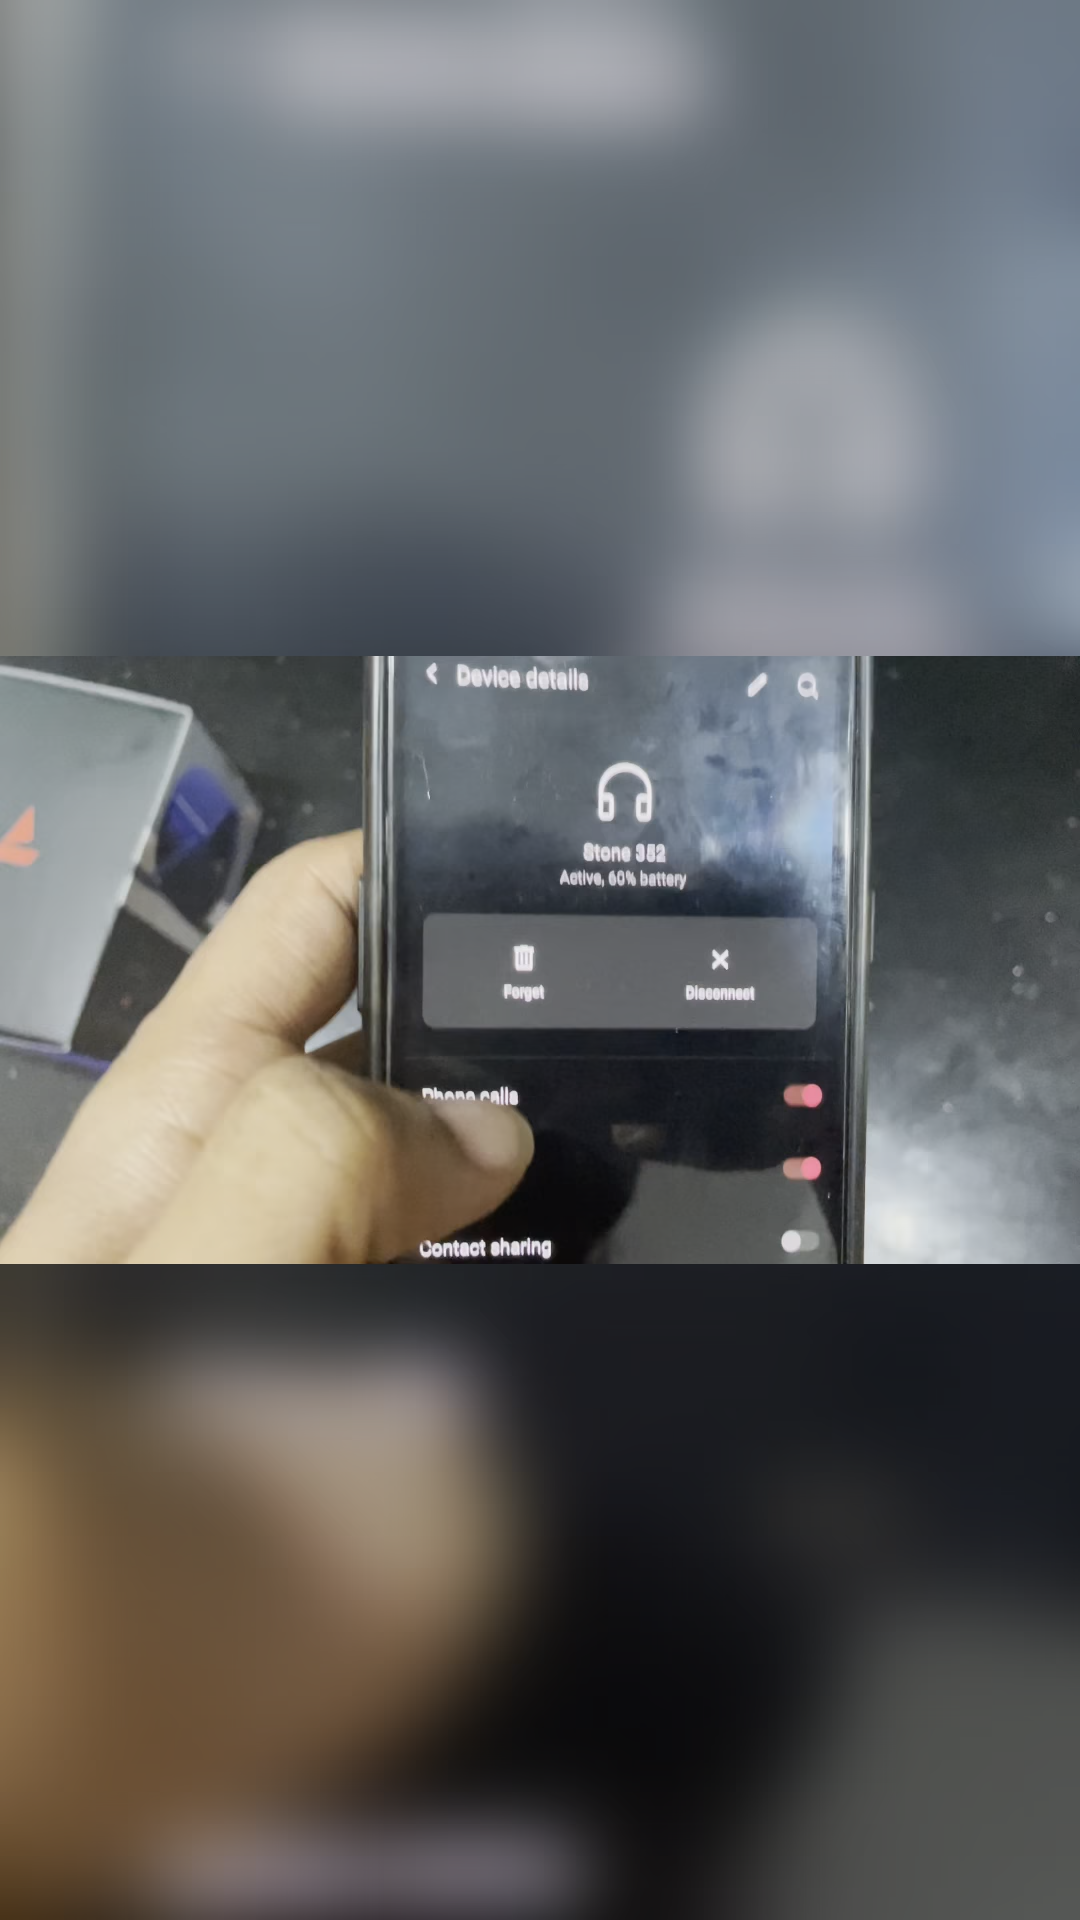 Device details
Stone 352
Active, 60% battery
Forget
Disconnect
Phone calls
Contact sharing